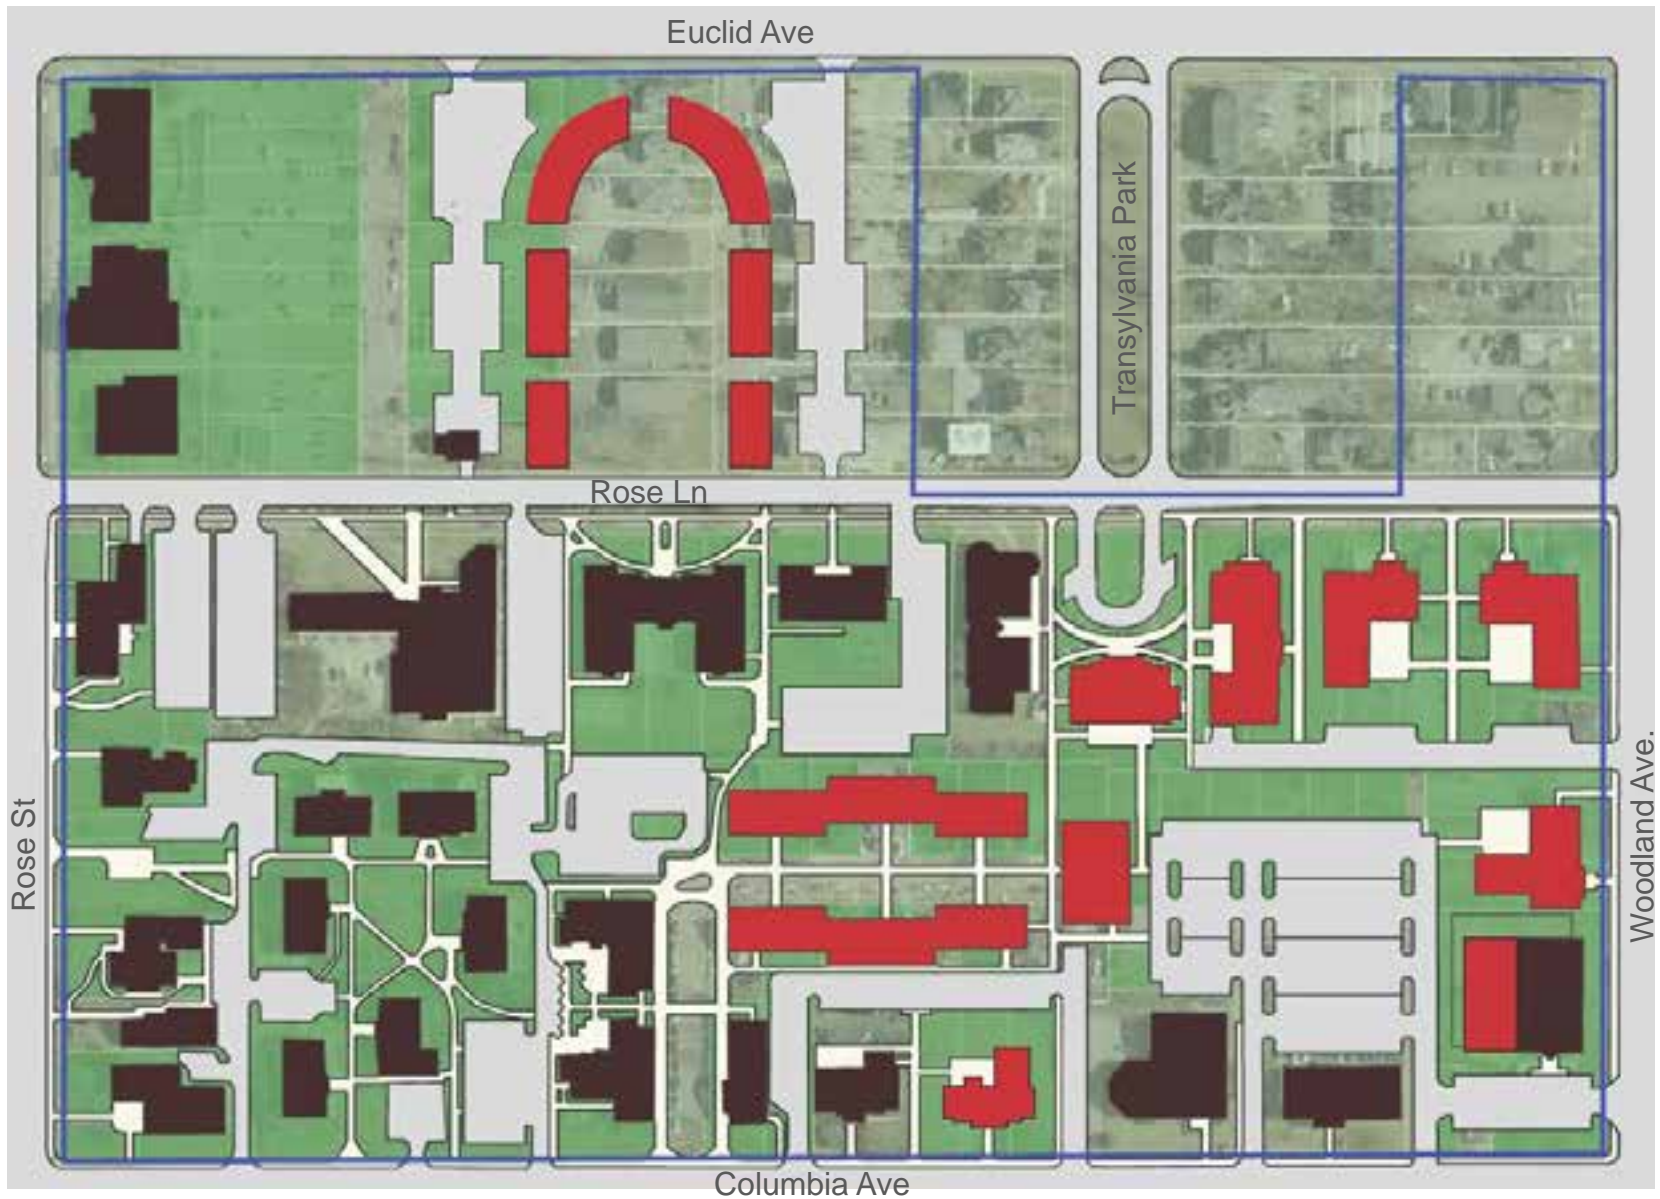 Euclid Ave
Transylvania Park
Rose Ln
Rose St
Woodland Ave.
Columbia Ave